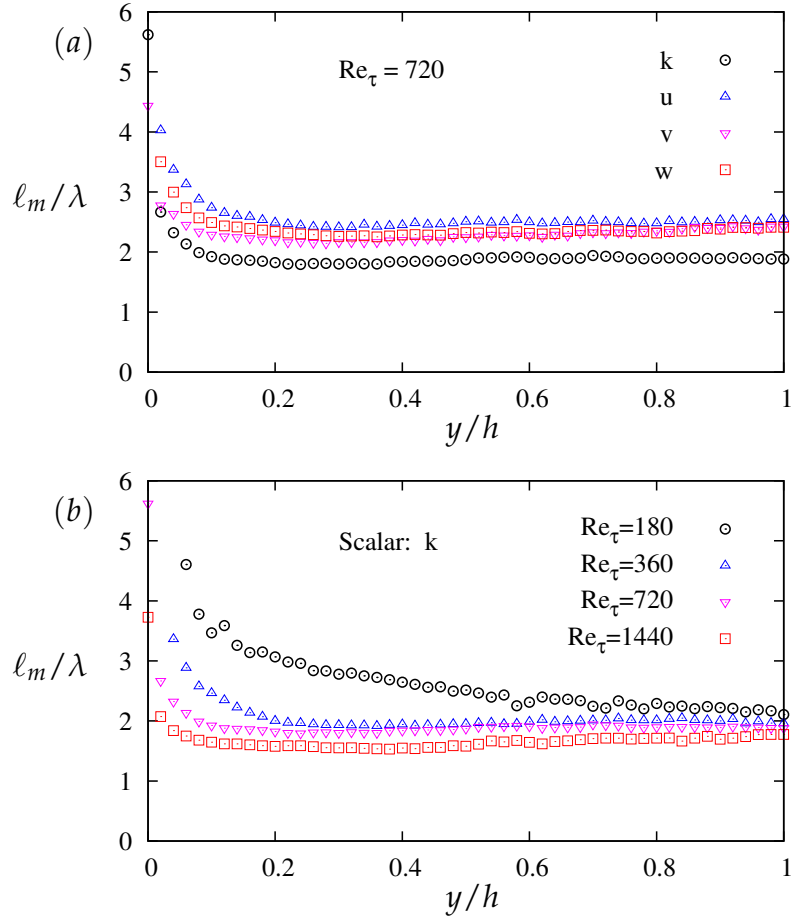 (a)
Re_τ = 720
k
u
v
w
ℓ_m/λ
6
5
4
3
2
1
0
0 0.2 0.4 0.6 0.8 1
y/h
(b)
Scalar: k
Re_τ=180
Re_τ=360
Re_τ=720
Re_τ=1440
ℓ_m/λ
6
5
4
3
2
1
0
0 0.2 0.4 0.6 0.8 1
y/h